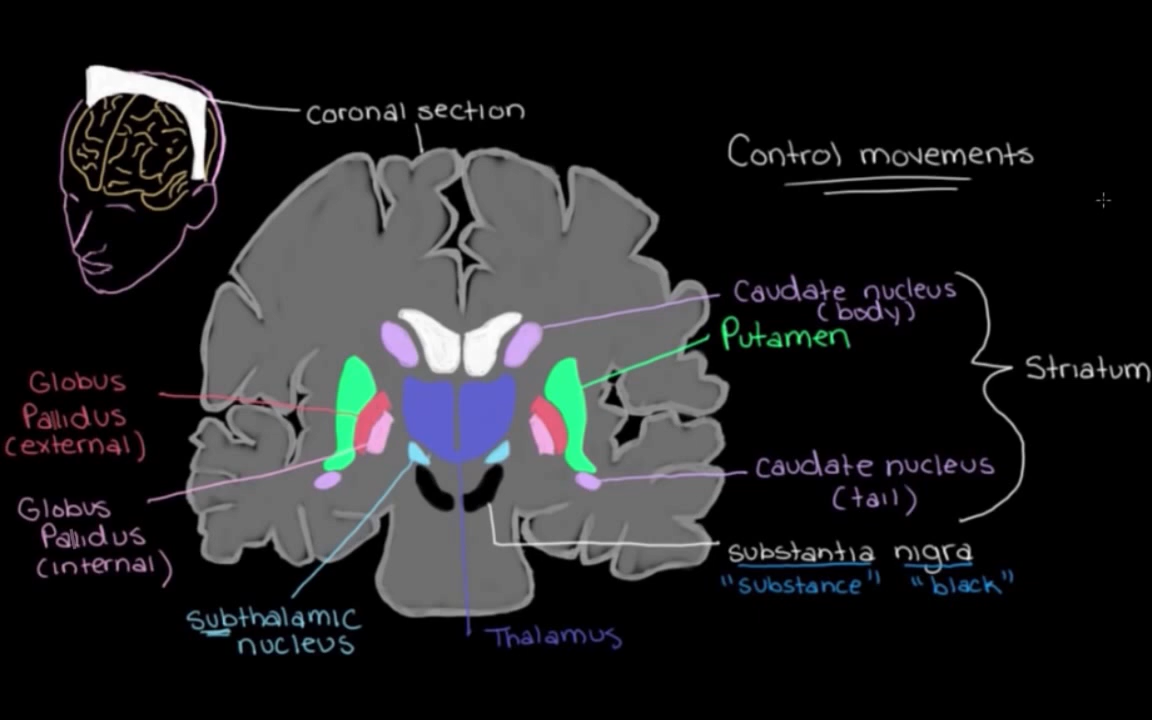 Coronal section
Control movements
Caudate nucleus
(body)
Putamen
Striatum
Globus
Pallidus
(external)
Caudate nucleus
(tail)
Globus
Pallidus
(internal)
substantia nigra
"substance" "black"
Subthalamic
nucleus
Thalamus